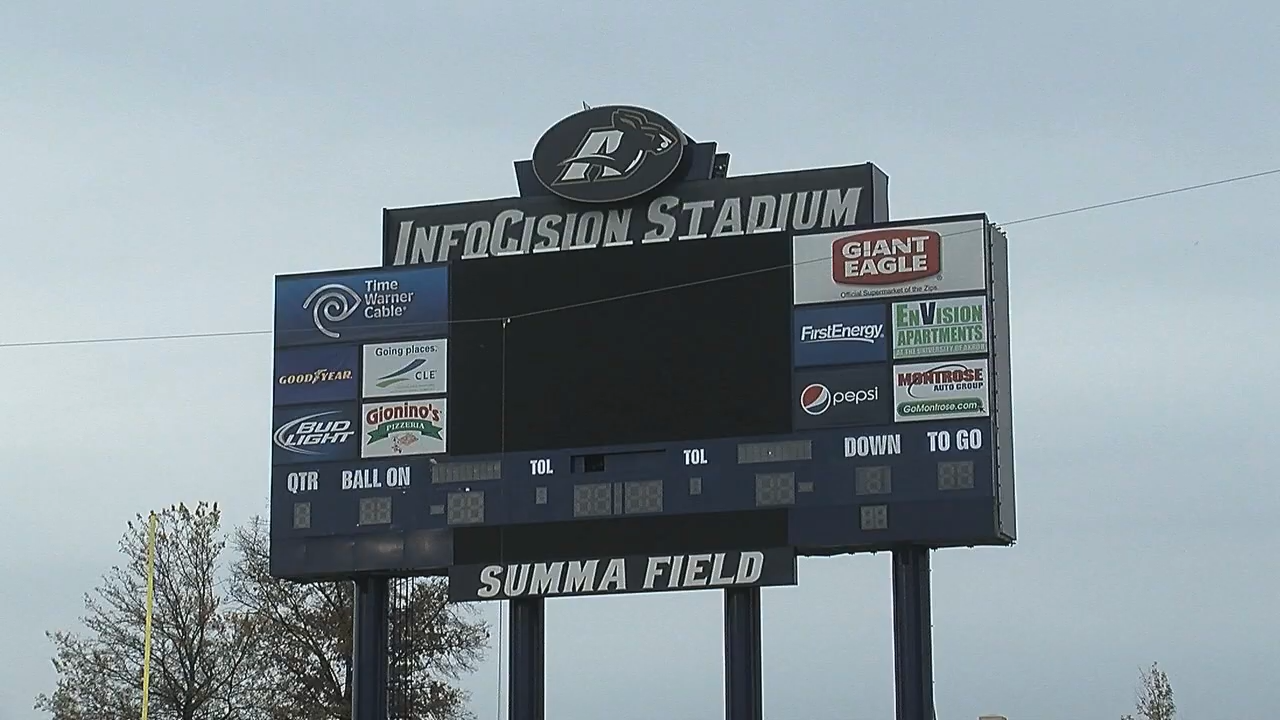 A
INFOCISION STADIUM
Time
Warner
Cable
GOODYEAR
Going places.
CLE
BUD
LIGHT
Gionino's
PIZZERIA
GIANT
EAGLE
Official Supermarket of the Zips
FirstEnergy
ENVISION
APARTMENTS
AT THE UNIVERSITY OF AKRON
pepsi
MONTROSE
AUTO GROUP
GoMontrose.com
QTR
BALL ON
TOL
TOL
DOWN
TO GO
SUMMA FIELD